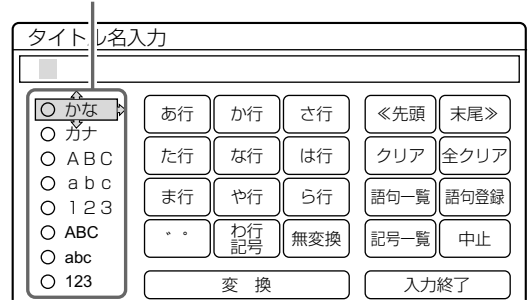 タイトル名入力
かな
カナ
ＡＢＣ
ａｂｃ
１２３
ABC
abc
123
あ行 か行 さ行
た行 な行 は行
ま行 や行 ら行
゛゜ わ行記号 無変換
変 換
≪先頭 末尾≫
クリア 全クリア
語句一覧 語句登録
記号一覧 中止
入力終了